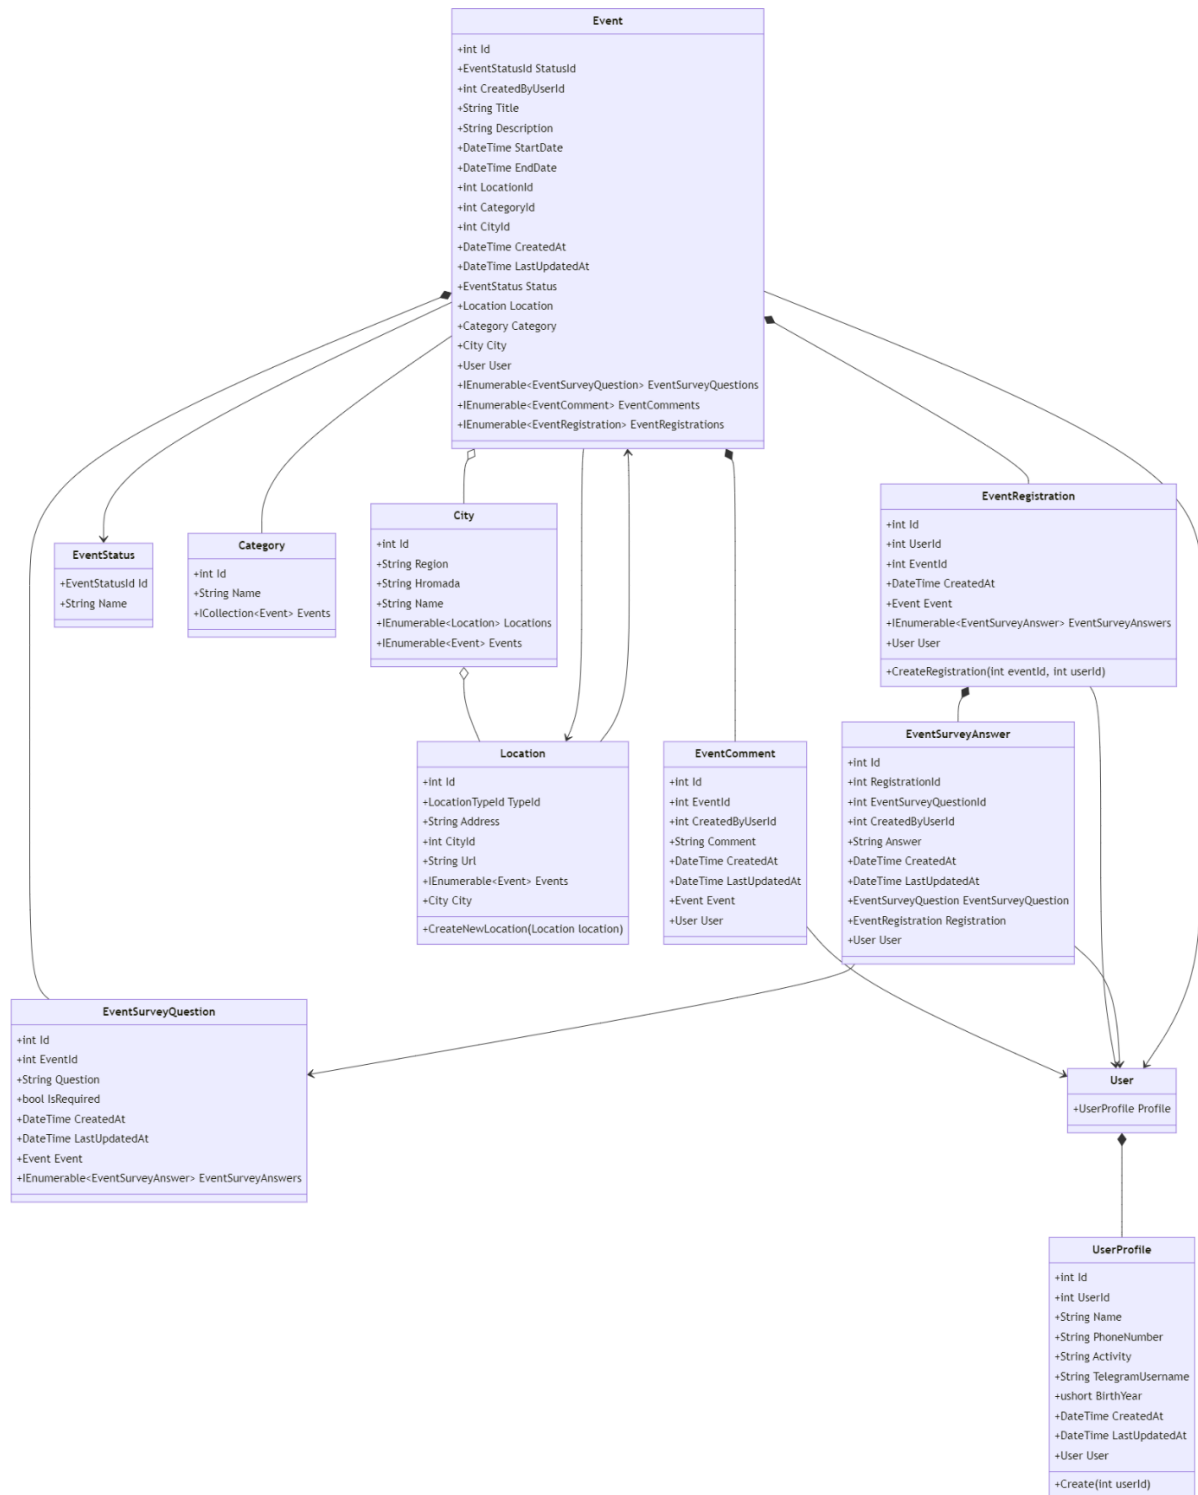 Event
+int Id
+EventStatusId StatusId
+int CreatedByUserId
+String Title
+String Description
+DateTime StartDate
+DateTime EndDate
+int LocationId
+int CategoryId
+int CityId
+DateTime CreatedAt
+DateTime LastUpdatedAt
+EventStatus Status
+Location Location
+Category Category
+City City
+User User
+IEnumerable<EventSurveyQuestion> EventSurveyQuestions
+IEnumerable<EventComment> EventComments
+IEnumerable<EventRegistration> EventRegistrations
EventStatus
+EventStatusId Id
+String Name
Category
+int Id
+String Name
+ICollection<Event> Events
City
+int Id
+String Region
+String Hromada
+String Name
+IEnumerable<Location> Locations
+IEnumerable<Event> Events
EventRegistration
+int Id
+int UserId
+int EventId
+DateTime CreatedAt
+Event Event
+IEnumerable<EventSurveyAnswer> EventSurveyAnswers
+User User
+CreateRegistration(int eventId, int userId)
Location
+int Id
+LocationTypeId TypeId
+String Address
+int CityId
+String Url
+IEnumerable<Event> Events
+City City
+CreateNewLocation(Location location)
EventComment
+int Id
+int EventId
+int CreatedByUserId
+String Comment
+DateTime CreatedAt
+DateTime LastUpdatedAt
+Event Event
+User User
EventSurveyAnswer
+int Id
+int RegistrationId
+int EventSurveyQuestionId
+int CreatedByUserId
+String Answer
+DateTime CreatedAt
+DateTime LastUpdatedAt
+EventSurveyQuestion EventSurveyQuestion
+EventRegistration Registration
+User User
EventSurveyQuestion
+int Id
+int EventId
+String Question
+bool IsRequired
+DateTime CreatedAt
+DateTime LastUpdatedAt
+Event Event
+IEnumerable<EventSurveyAnswer> EventSurveyAnswers
User
+UserProfile Profile
UserProfile
+int Id
+int UserId
+String Name
+String PhoneNumber
+String Activity
+String TelegramUsername
+ushort BirthYear
+DateTime CreatedAt
+DateTime LastUpdatedAt
+User User
+Create(int userId)